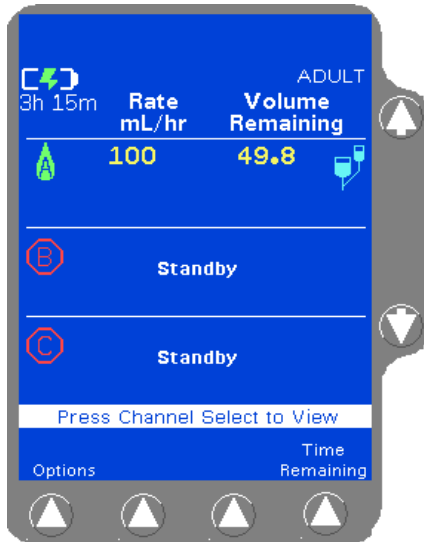 ADULT
3h 15m Rate Volume
mL/hr Remaining
A 100 49.8
B Standby
C Standby
Press Channel Select to View
Time
Options Remaining